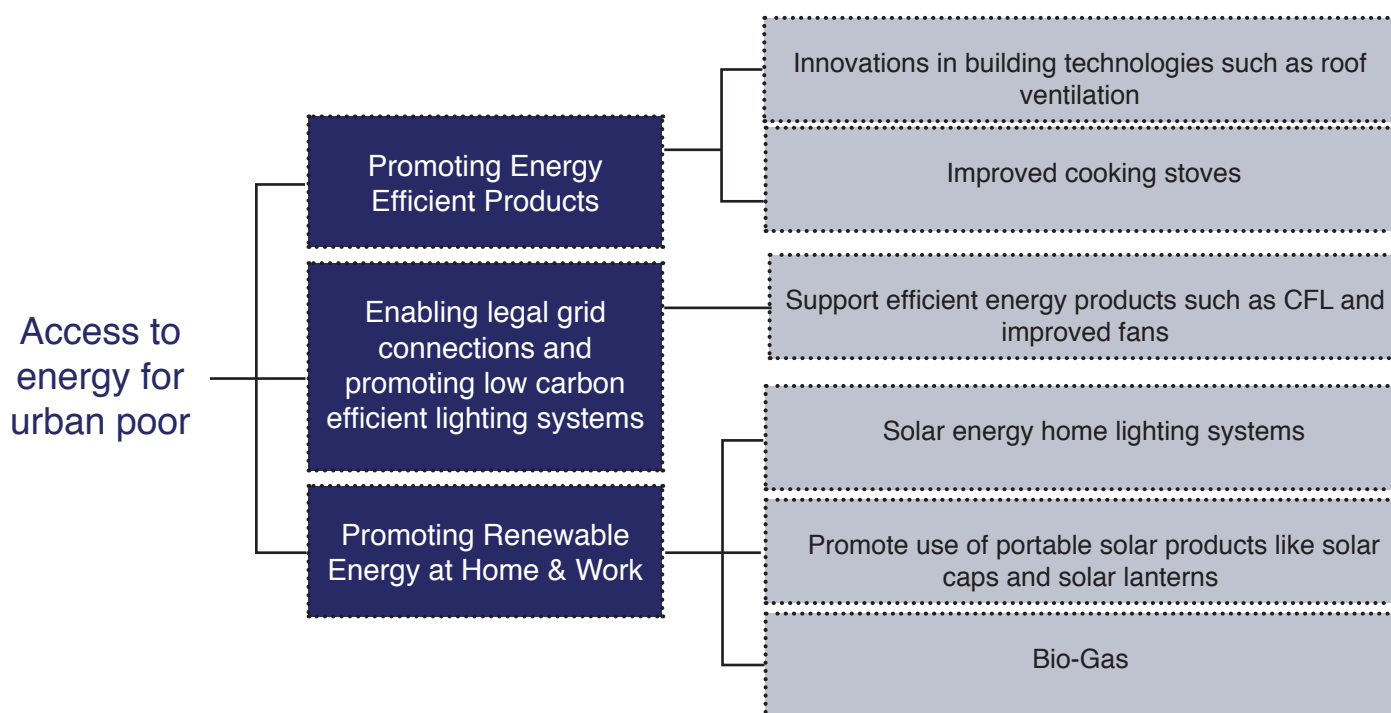 Access to
energy for
urban poor
Promoting Energy
Efficient Products
Enabling legal grid
connections and
promoting low carbon
efficient lighting systems
Promoting Renewable
Energy at Home & Work
Innovations in building technologies such as roof
ventilation
Improved cooking stoves
Support efficient energy products such as CFL and
improved fans
Solar energy home lighting systems
Promote use of portable solar products like solar
caps and solar lanterns
Bio-Gas